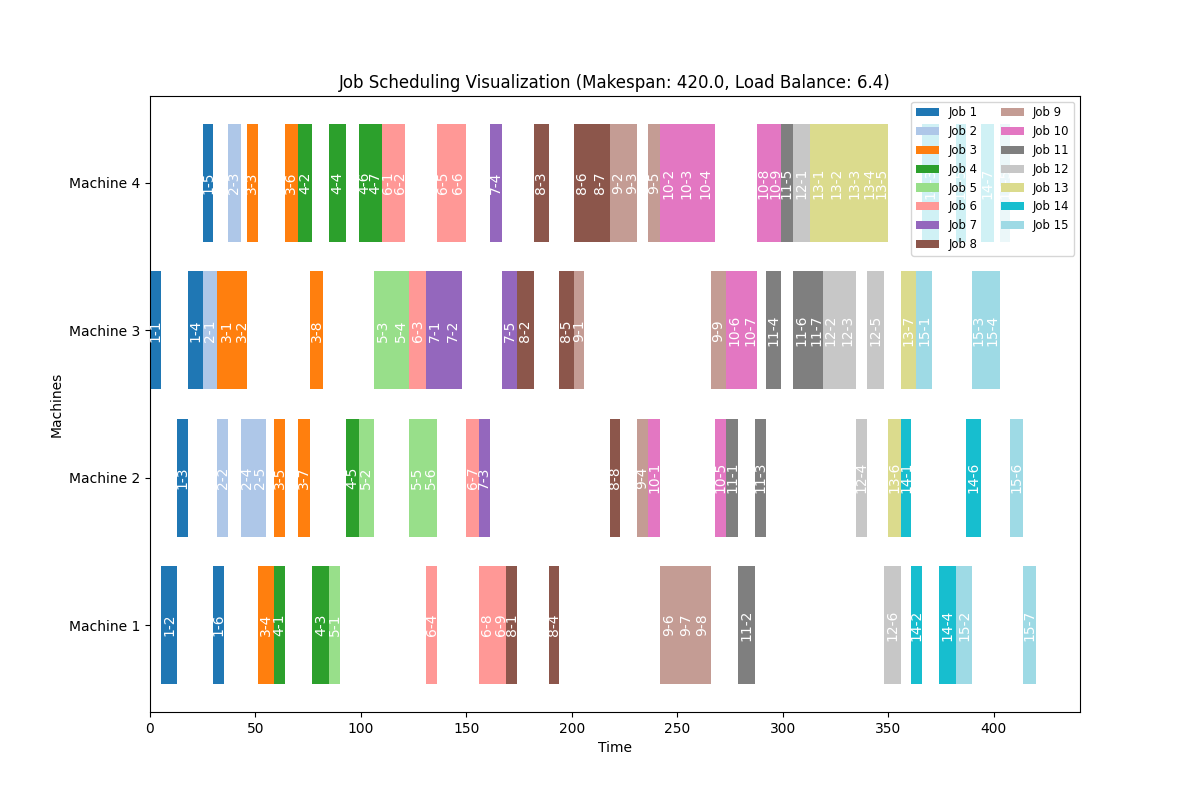 Job Scheduling Visualization (Makespan: 420.0, Load Balance: 6.4)
Job 1 Job 9
Job 2 Job 10
Job 3 Job 11
Job 4 Job 12
Job 5 Job 13
Job 6 Job 14
Job 7 Job 15
Job 8
Machine 4
1-5 2-3 3-3 3-6 4-2 4-4 4-6 4-7 6-1 6-2 6-5 6-6 7-4 8-3 8-6 8-7 9-2 9-3 9-5 10-2 10-3 10-4 10-8 10-9 11-5 12-1 13-1 13-2 13-3 13-4 13-5
Machine 3
1-1 1-4 2-1 3-1 3-2 3-8 5-3 5-4 6-3 7-1 7-2 7-5 8-2 8-5 9-1 9-9 10-6 10-7 11-4 11-6 11-7 12-2 12-3 12-5 13-7 15-1 15-3 15-4
Machines
Machine 2
1-3 2-2 2-4 2-5 3-5 3-7 4-5 5-2 5-5 5-6 6-7 7-3 8-8 9-4 10-1 10-5 11-1 11-3 12-4 13-6 14-1 14-6 15-6
Machine 1
1-2 1-6 3-4 4-1 4-3 5-1 6-4 6-8 6-9 8-1 8-4 9-6 9-7 9-8 11-2 12-6 14-2 14-4 15-2 15-7
0 50 100 150 200 250 300 350 400
Time